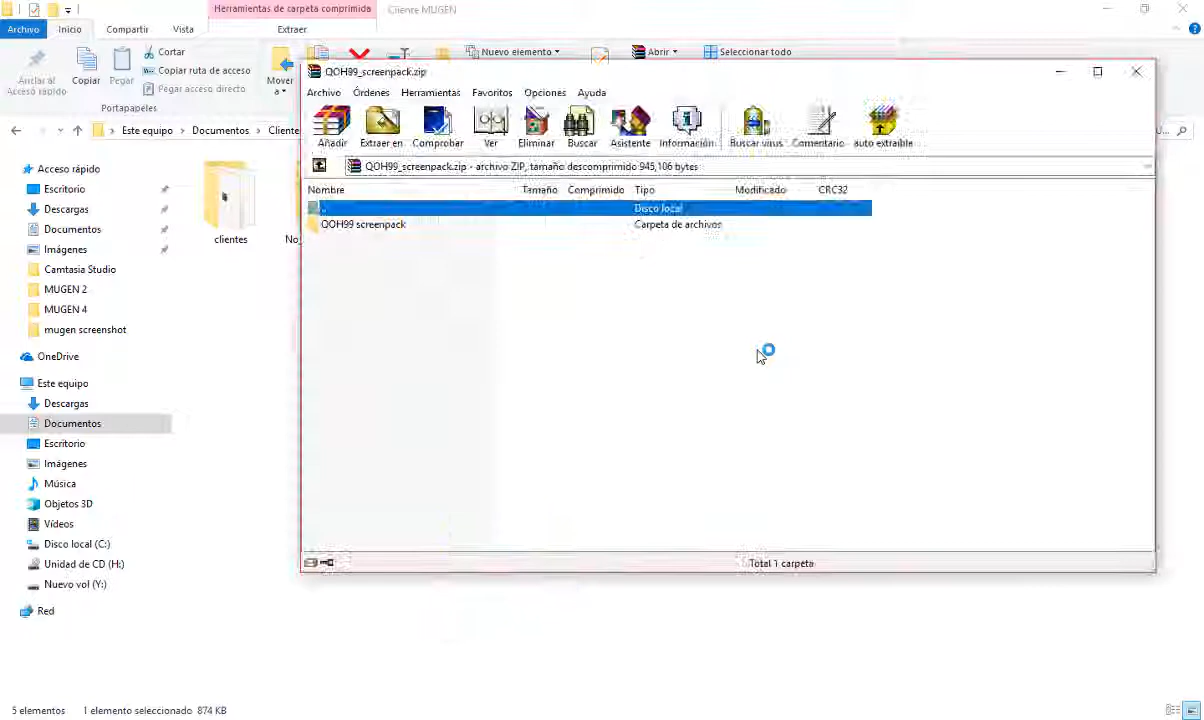 Herramientas de carpeta comprimida
Cliente MUGEN
Archivo
Inicio
Compartir
Vista
Extraer
Anclar al
Acceso rápido
Copiar
Pegar
Cortar
Copiar ruta de acceso
Pegar acceso directo
Portapapeles
Mover
a
Nuevo elemento
Abrir
Seleccionar todo
Este equipo
Documentos
Cliente
Acceso rápido
Escritorio
Descargas
Documentos
Imágenes
Camtasia Studio
MUGEN 2
MUGEN 4
mugen screenshot
OneDrive
Este equipo
Descargas
Documentos
Escritorio
Imágenes
Música
Objetos 3D
Vídeos
Disco local (C:)
Unidad de CD (H:)
Nuevo vol (Y:)
Red
clientes
No_
QOH99_screenpack.zip
Archivo
Órdenes
Herramientas
Favoritos
Opciones
Ayuda
Añadir
Extraer en
Comprobar
Ver
Eliminar
Buscar
Asistente
Información
Buscar virus
Comentario
auto extraíble
QOH99_screenpack.zip - archivo ZIP, tamaño descomprimido 945,106 bytes
Nombre
Tamaño
Comprimido
Tipo
Modificado
CRC32
..
Disco local
QOH99 screenpack
Carpeta de archivos
Total 1 carpeta
5 elementos
1 elemento seleccionado 874 KB